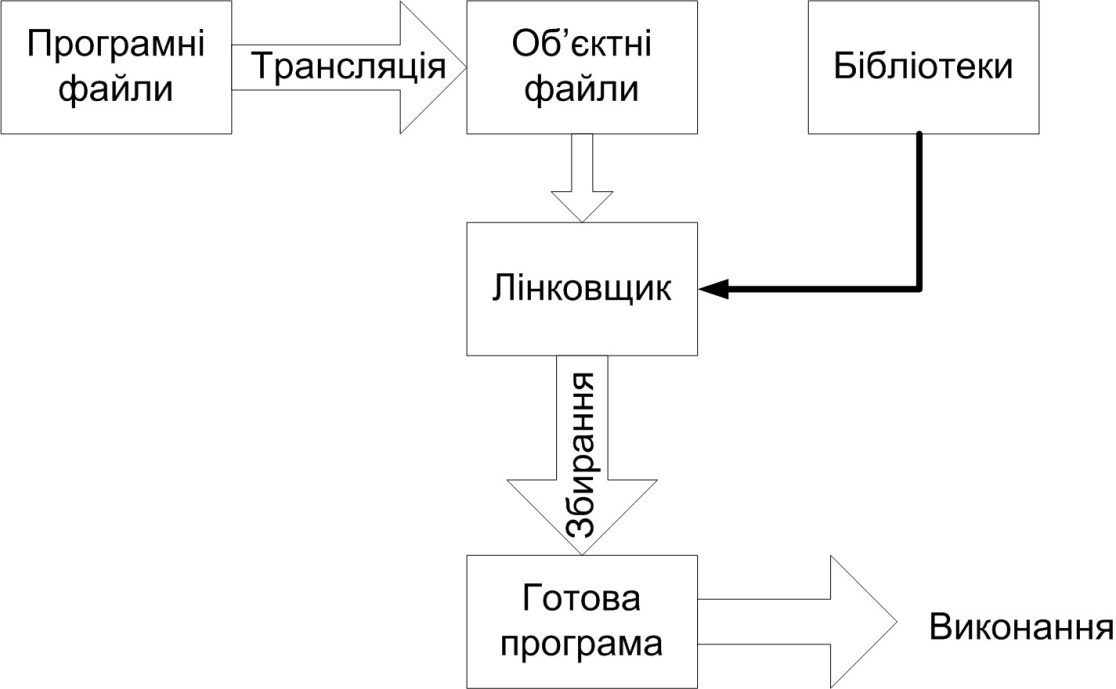 Програмні
файли
Трансляція
Об’єктні
файли
Бібліотеки
Лінковщик
Збирання
Готова
програма
Виконання